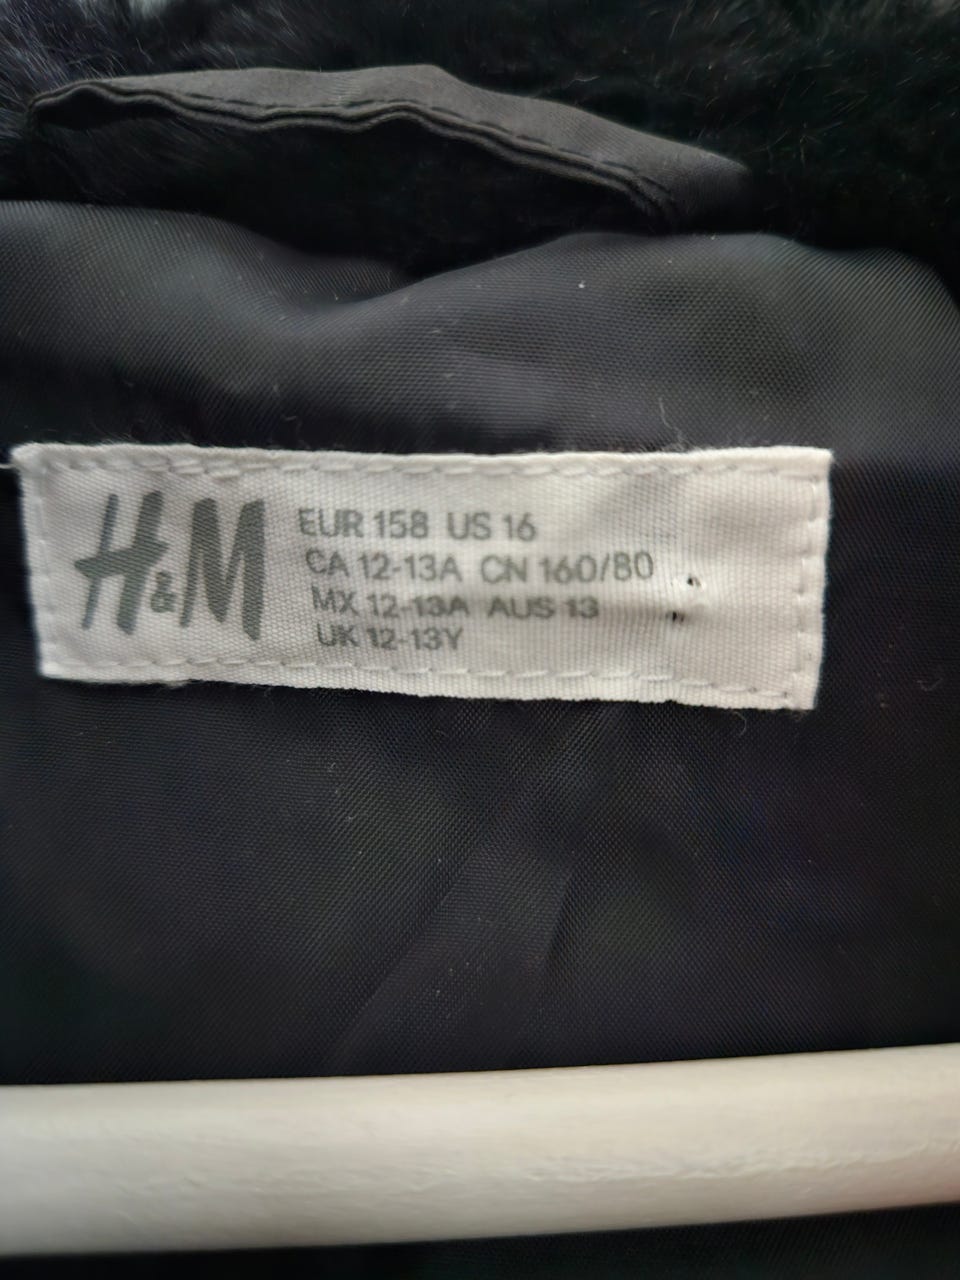 H&M
EUR 158 US 16
CA 12-13A CN 160/80
MX 12-13A AUS 13
UK 12-13Y